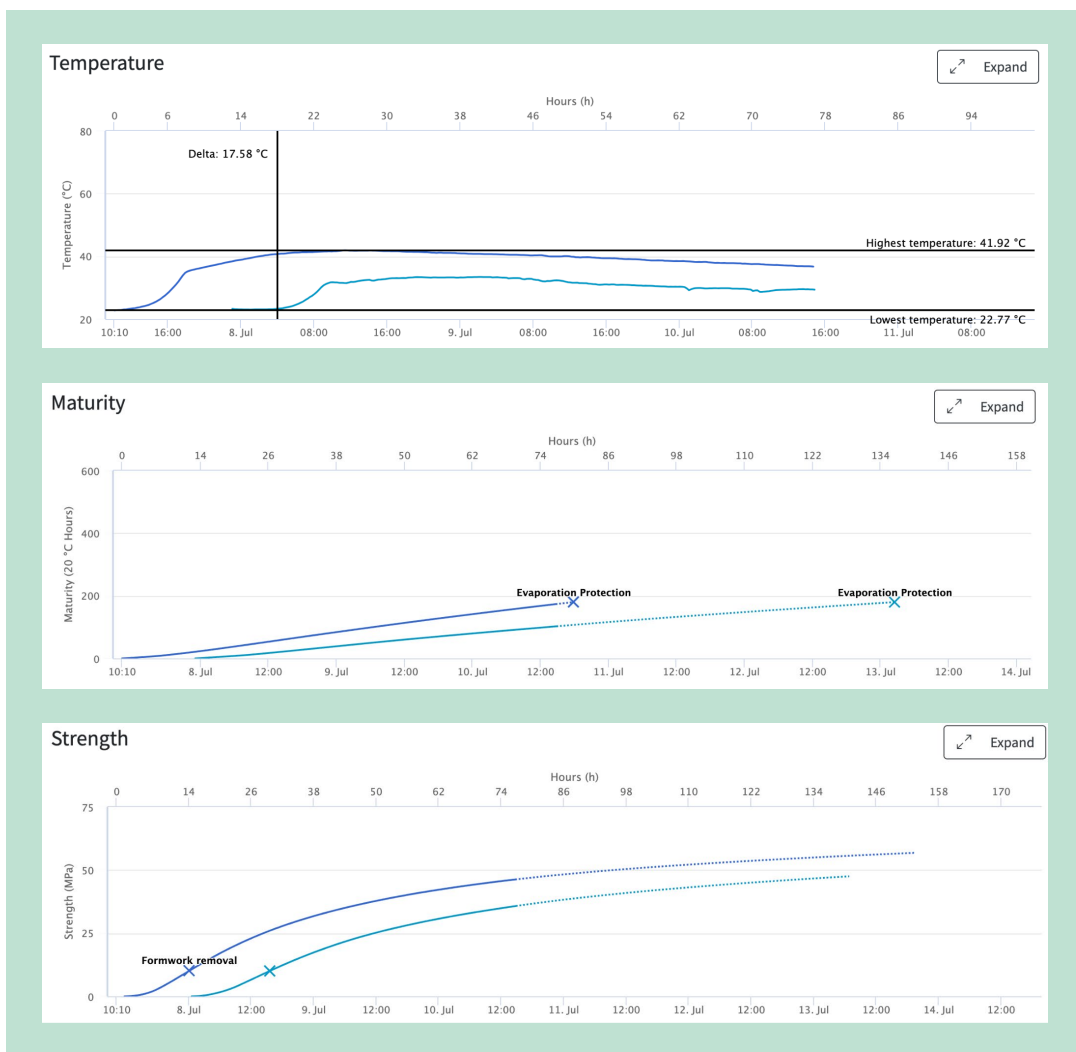 Temperature
Expand
Hours (h)
0 6 14 22 30 38 46 54 62 70 78 86 94
80
Delta: 17.58 °C
60
Temperature (°C)
Highest temperature: 41.92 °C
40
20
Lowest temperature: 22.77 °C
10:10 16:00 8. Jul 08:00 16:00 9. Jul 08:00 16:00 10. Jul 08:00 16:00 11. Jul 08:00
Maturity
Expand
Hours (h)
0 14 26 38 50 62 74 86 98 110 122 134 146 158
600
400
Maturity (20 °C Hours)
200
Evaporation Protection Evaporation Protection
0
10:10 8. Jul 12:00 9. Jul 12:00 10. Jul 12:00 11. Jul 12:00 12. Jul 12:00 13. Jul 12:00 14. Jul
Strength
Expand
Hours (h)
0 14 26 38 50 62 74 86 98 110 122 134 146 158 170
75
50
Strength (MPa)
25
Formwork removal
0
10:10 8. Jul 12:00 9. Jul 12:00 10. Jul 12:00 11. Jul 12:00 12. Jul 12:00 13. Jul 12:00 14. Jul 12:00